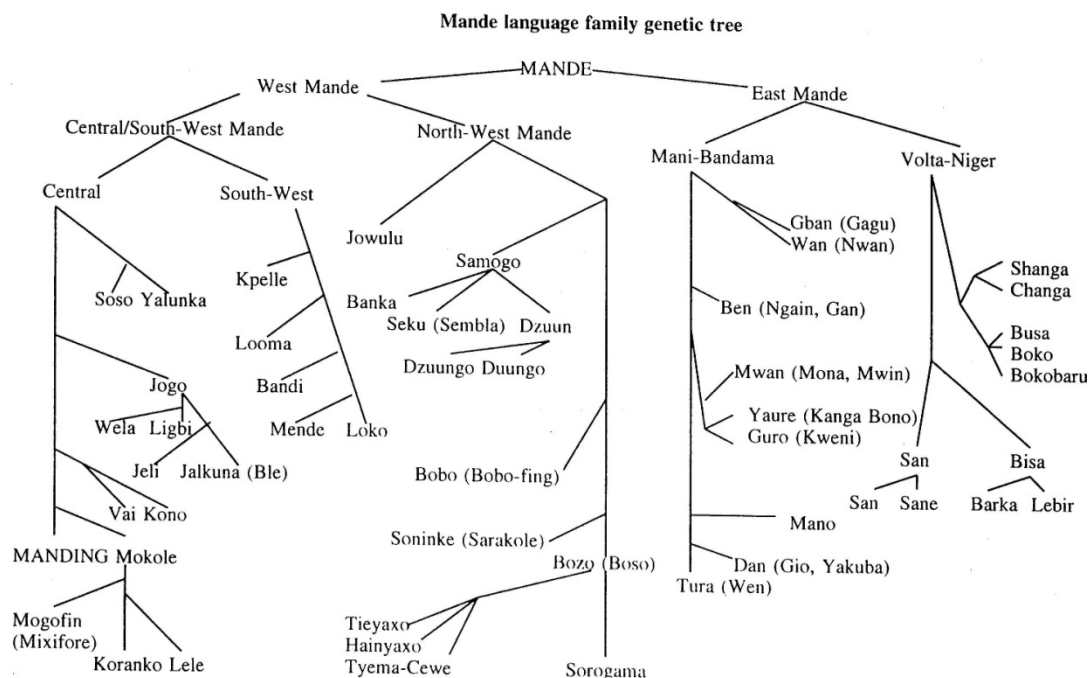 Mande language family genetic tree
MANDE
West Mande
East Mande
Central/South-West Mande
North-West Mande
Mani-Bandama
Volta-Niger
Central
South-West
Jowulu
Gban (Gagu)
Wan (Nwan)
Kpelle
Samogo
Shanga
Changa
Soso Yalunka
Banka
Seku (Sembla)
Dzuun
Ben (Ngain, Gan)
Looma
Busa
Boko
Bokobaru
Dzuungo Duungo
Jogo
Bandi
Mwan (Mona, Mwin)
Wela Ligbi
Mende
Loko
Yaure (Kanga Bono)
Guro (Kweni)
Jeli
Jalkuna (Ble)
Bobo (Bobo-fing)
San
Bisa
San
Sane
Barka Lebir
Vai Kono
Mano
Soninke (Sarakole)
MANDING Mokole
Bozo (Boso)
Dan (Gio, Yakuba)
Tura (Wen)
Mogofin
(Mixifore)
Tieyaxo
Hainyaxo
Tyema-Cewe
Koranko Lele
Sorogama